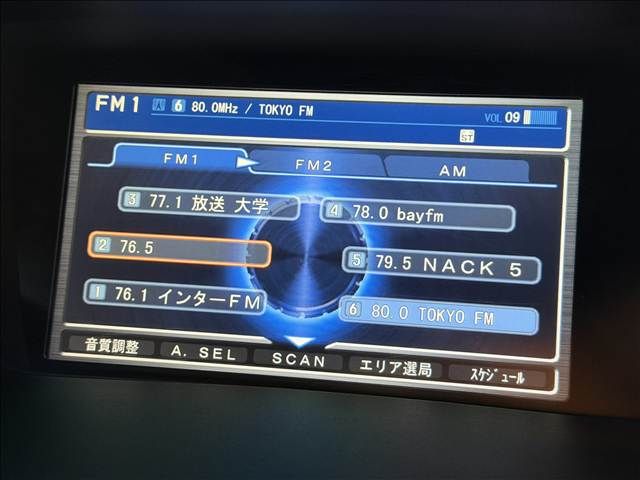 FM1 6 80.0MHz / TOKYO FM
VOL 09
ST
FM1 FM2 AM
3 77.1 放送 大学
4 78.0 bayfm
2 76.5
5 79.5 NACK 5
1 76.1 インターFM
6 80.0 TOKYO FM
音質調整 A. SEL SCAN エリア選局 スケジュール